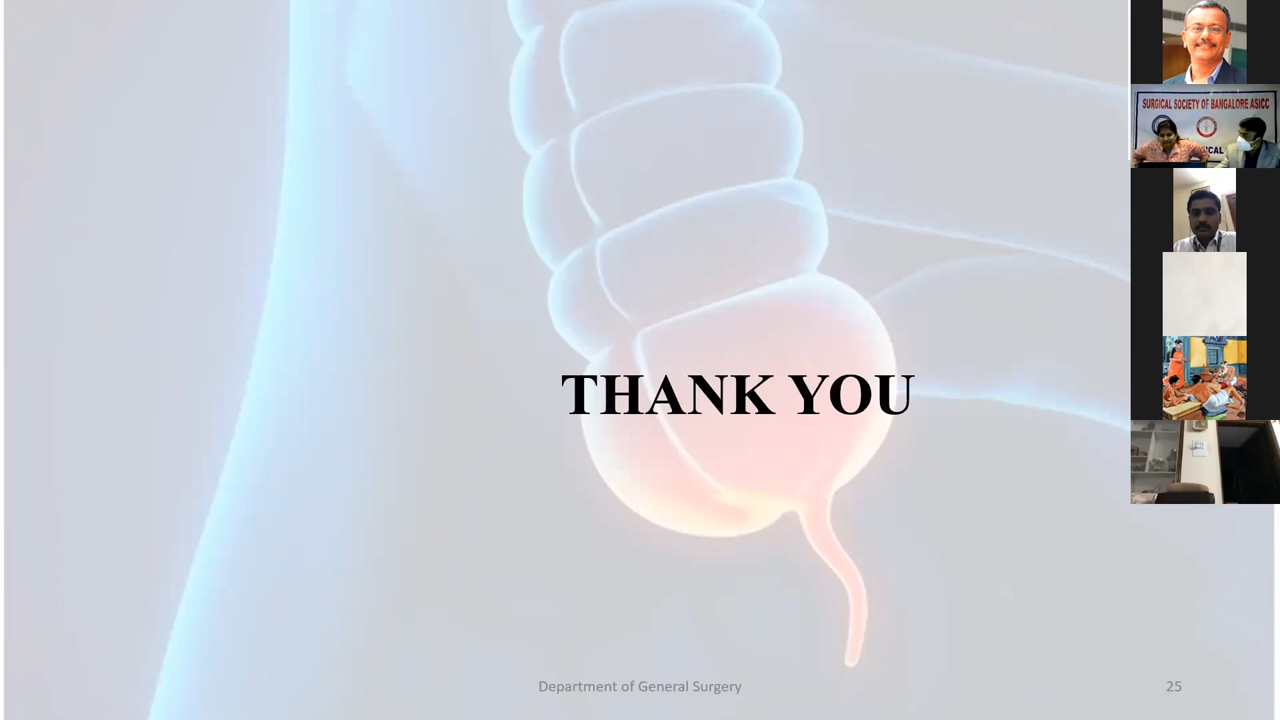 SURGICAL SOCIETY OF BANGALORE ASICC
THANK YOU
Department of General Surgery
25